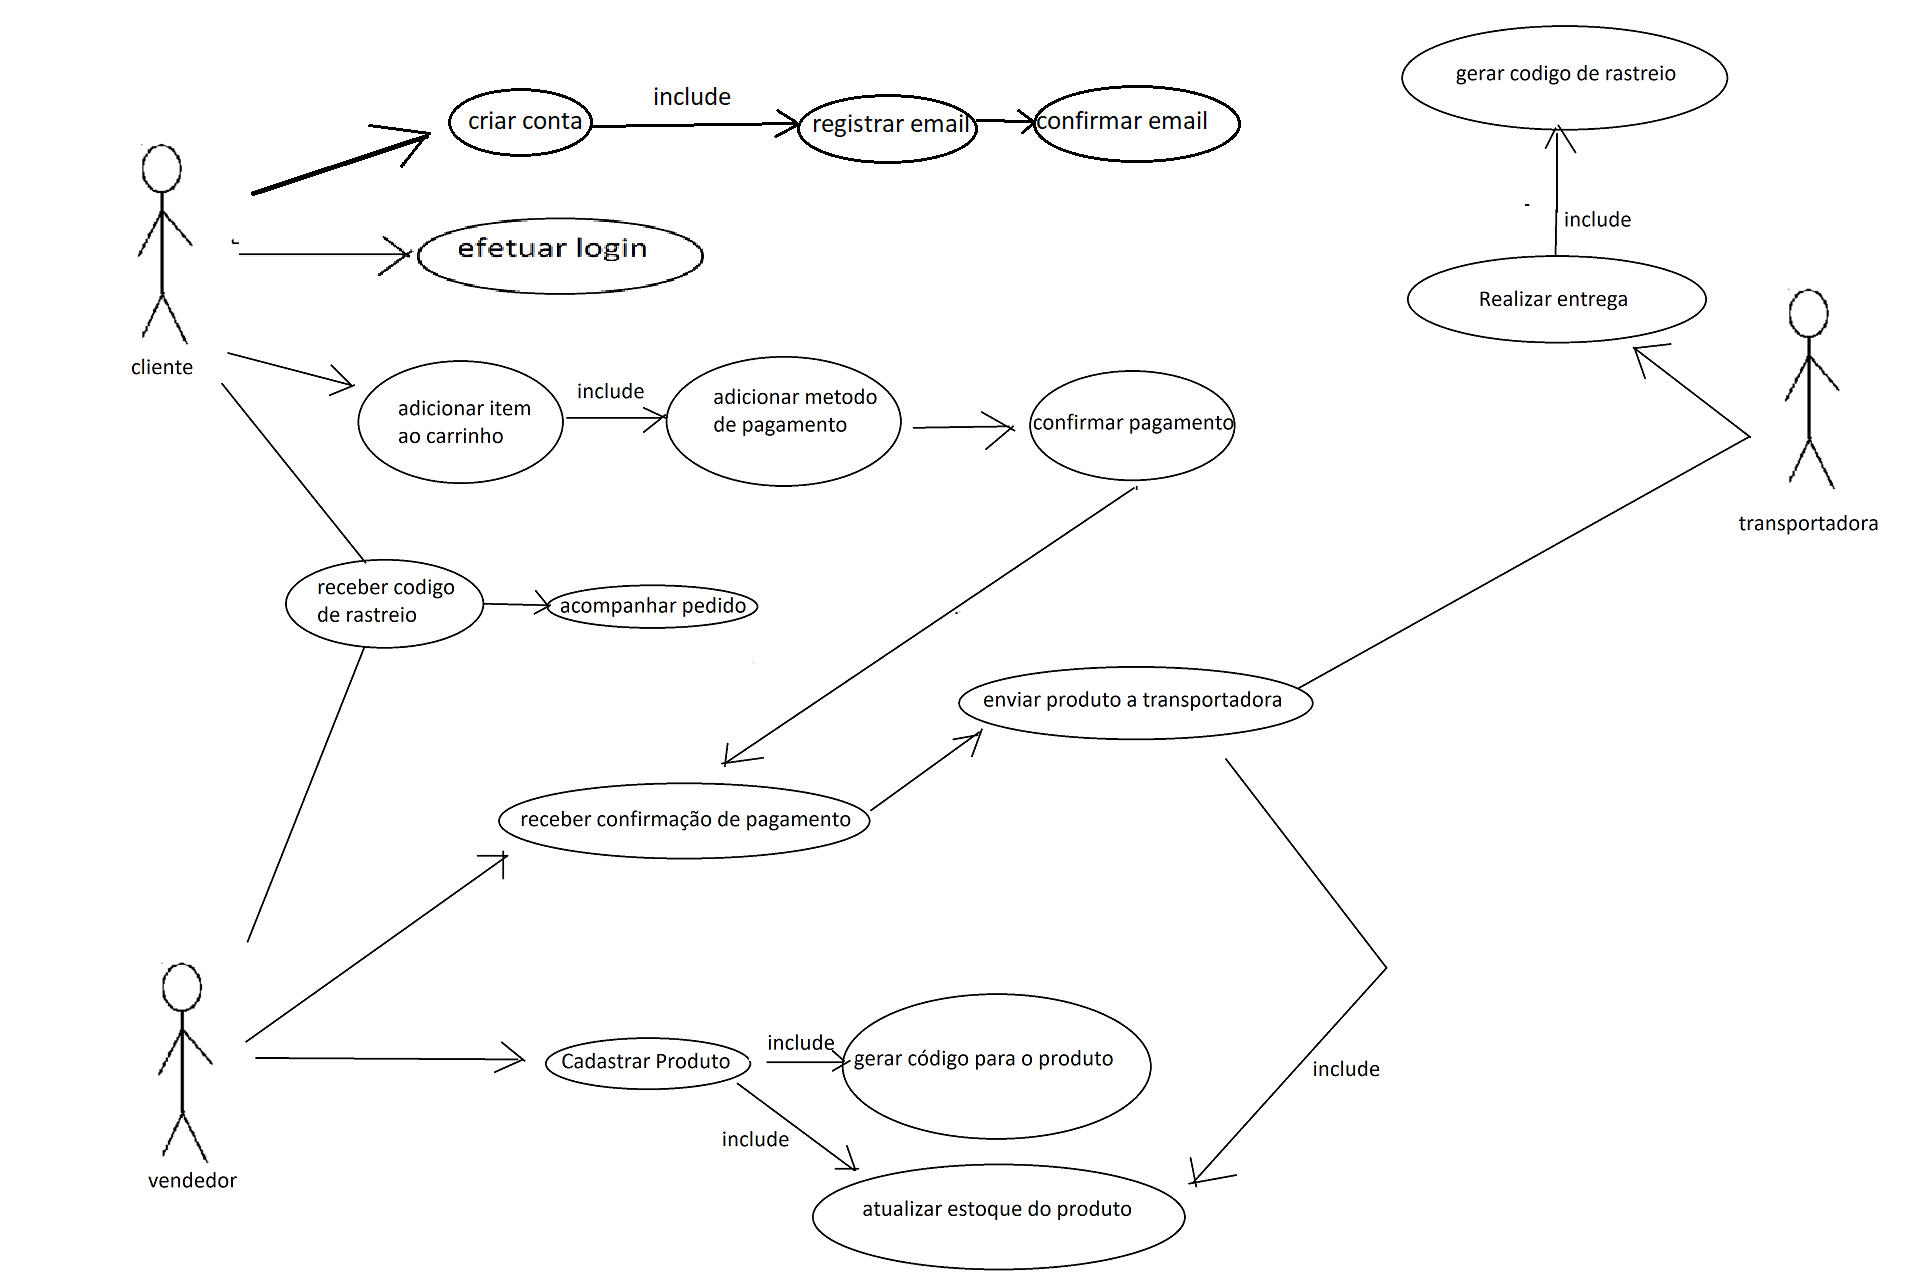 gerar codigo de rastreio
include
criar conta
registrar email
confirmar email
include
efetuar login
Realizar entrega
cliente
include
adicionar item
ao carrinho
adicionar metodo
de pagamento
confirmar pagamento
transportadora
receber codigo
de rastreio
acompanhar pedido
enviar produto a transportadora
receber confirmação de pagamento
include
Cadastrar Produto
gerar código para o produto
include
include
vendedor
atualizar estoque do produto